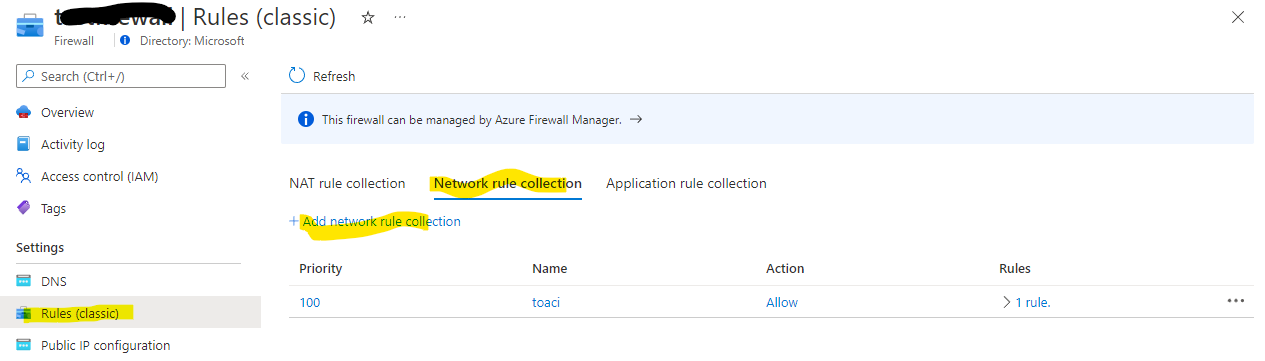 | Rules (classic)
Firewall
Directory: Microsoft
Search (Ctrl+/)
«
Refresh
Overview
This firewall can be managed by Azure Firewall Manager. →
Activity log
Access control (IAM)
NAT rule collection
Network rule collection
Application rule collection
Tags
+ Add network rule collection
Settings
Priority
Name
Action
Rules
DNS
100
toaci
Allow
> 1 rule.
Rules (classic)
Public IP configuration